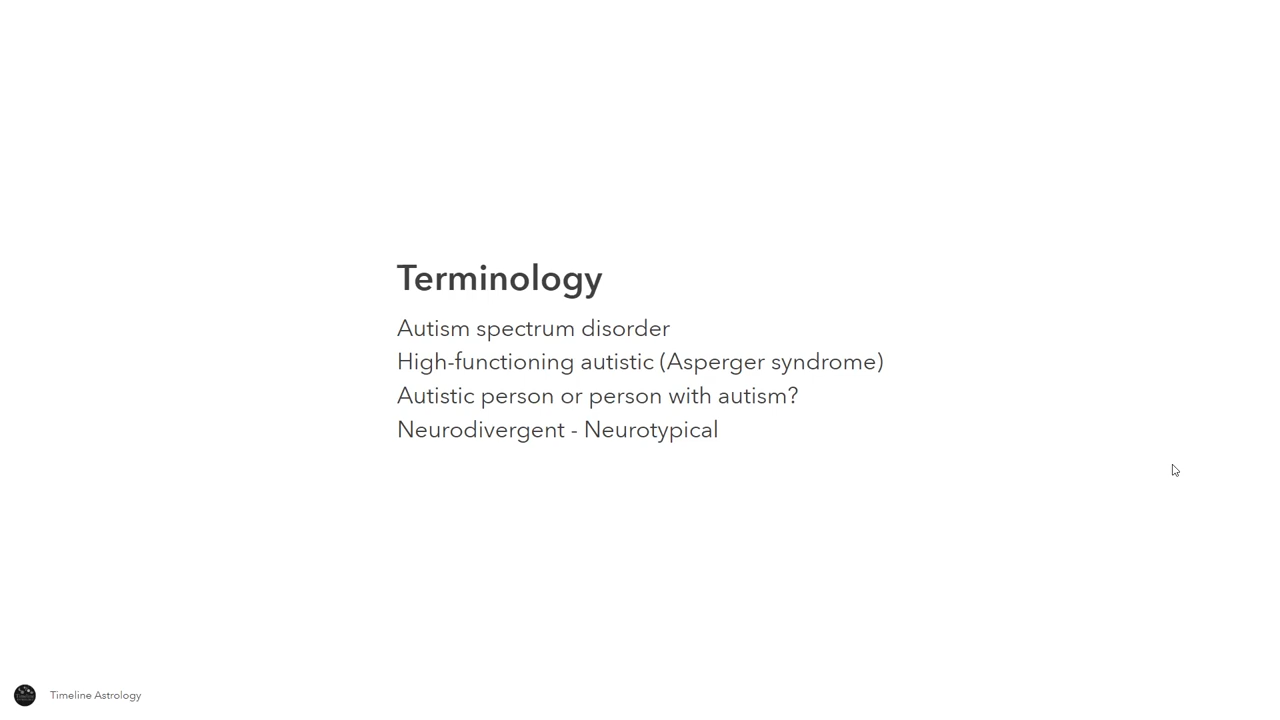 Terminology
Autism spectrum disorder
High-functioning autistic (Asperger syndrome)
Autistic person or person with autism?
Neurodivergent - Neurotypical
Timeline Astrology